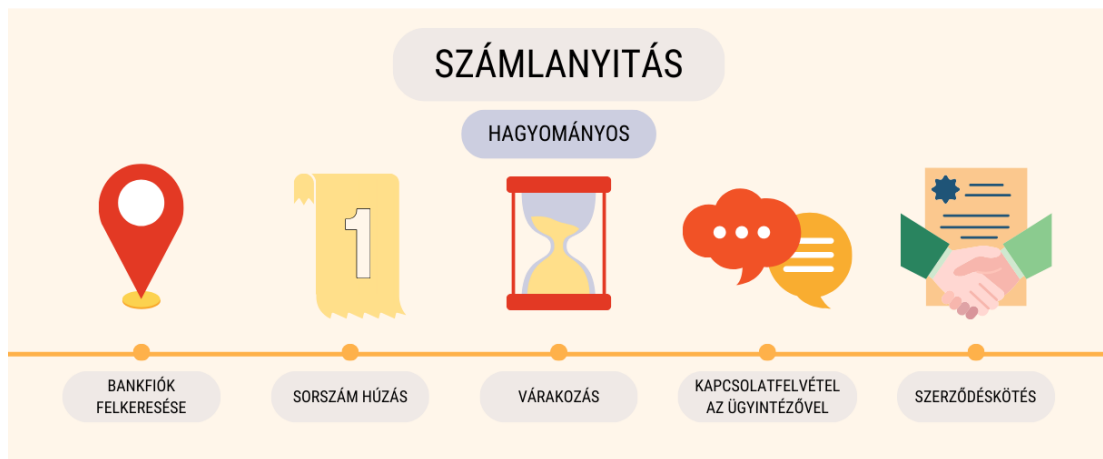 SZÁMLANYITÁS
HAGYOMÁNYOS
1
BANKFIÓK
FELKERESÉSE
SORSZÁM HÚZÁS
VÁRAKOZÁS
KAPCSOLATFELVÉTEL
AZ ÜGYINTÉZŐVEL
SZERZŐDÉSKÖTÉS